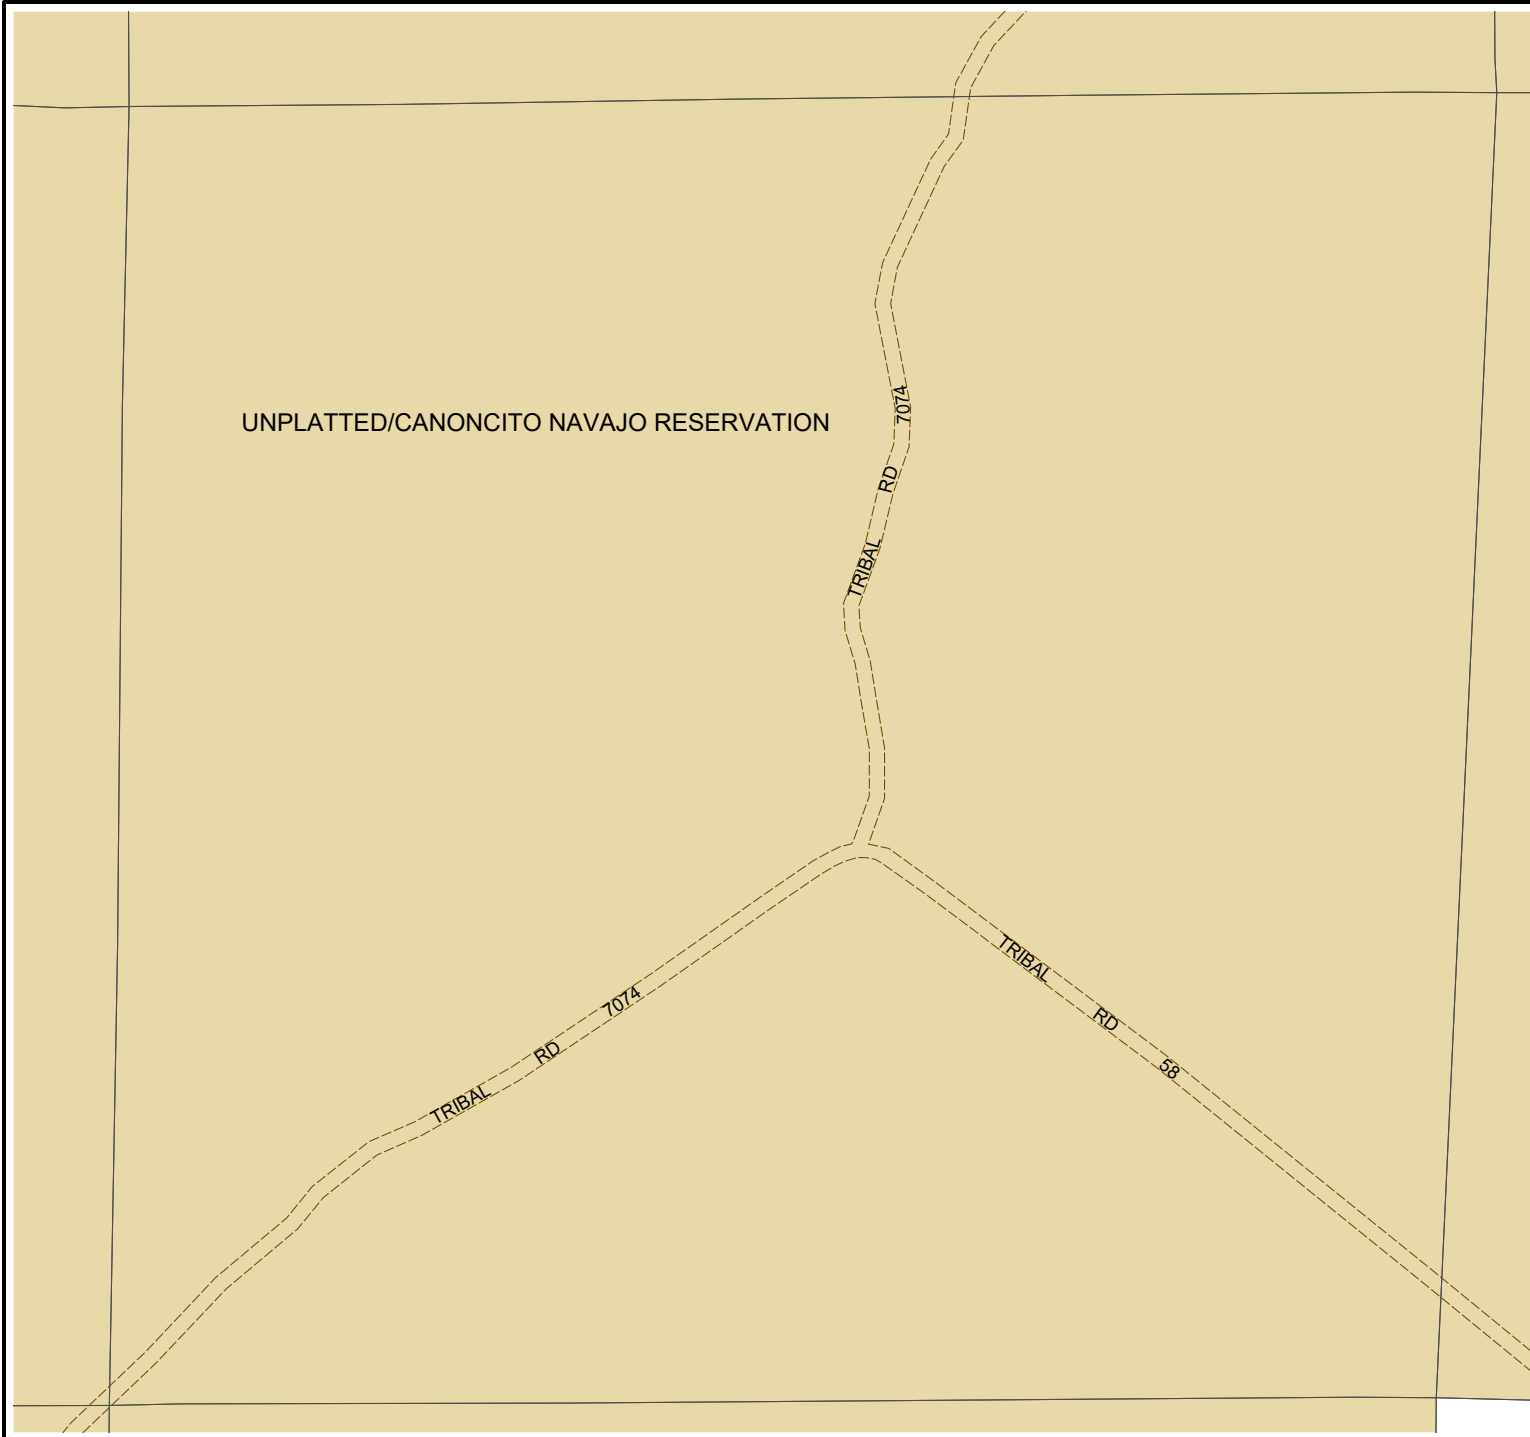 UNPLATTED/CANONCITO NAVAJO RESERVATION
TRIBAL RD 7074
TRIBAL RD 7074
TRIBAL RD 58